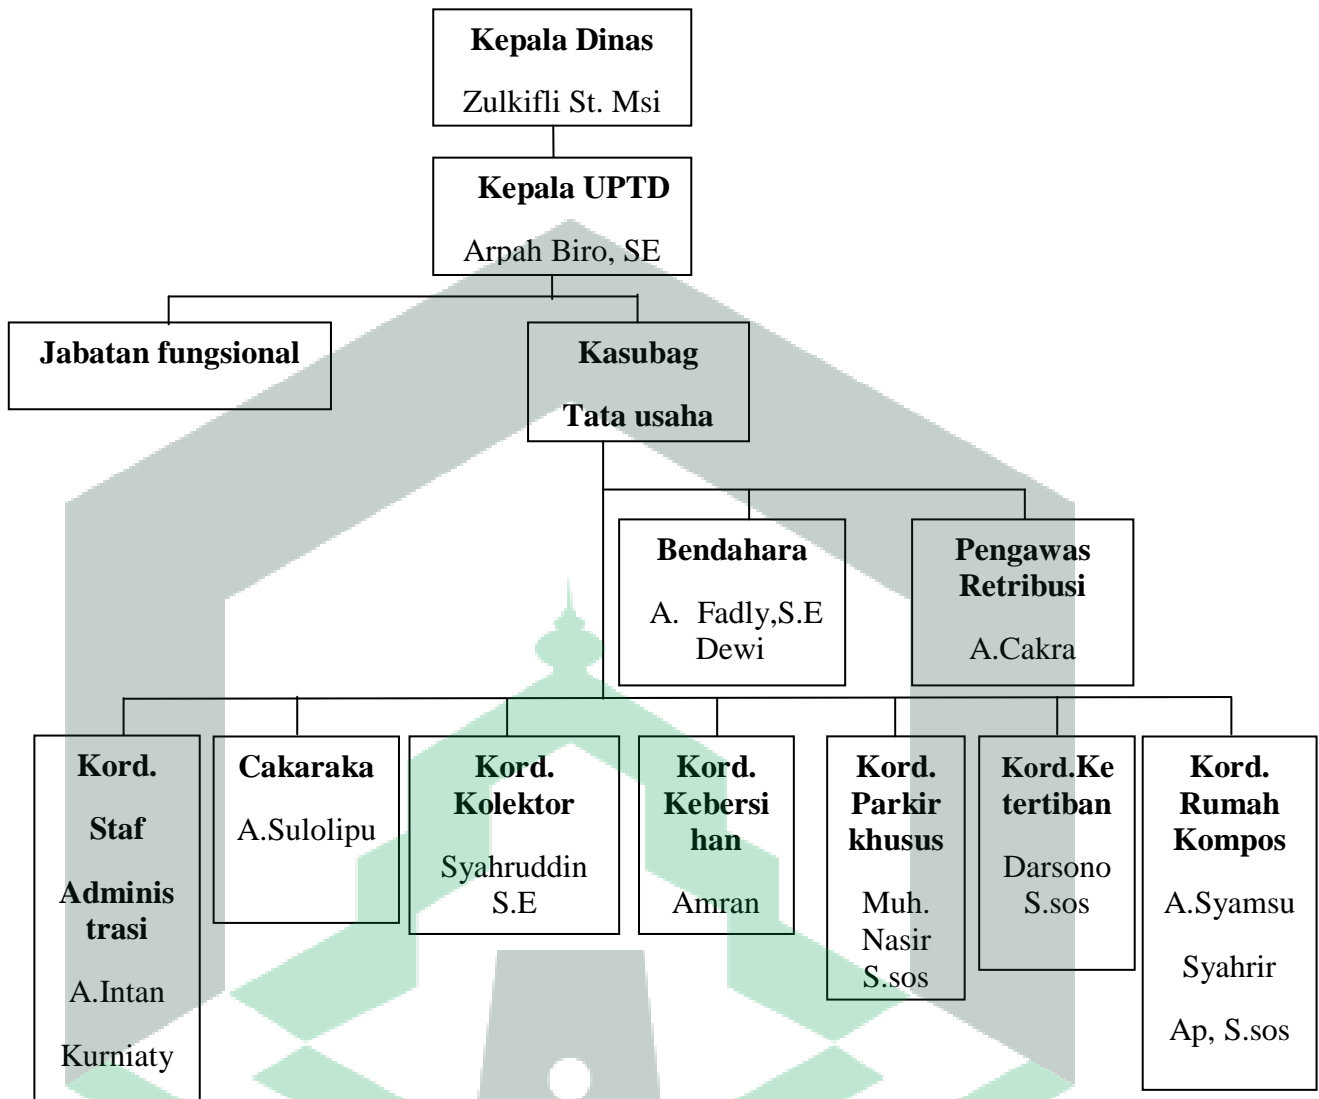 Kepala Dinas
Zulkifli St. Msi
Kepala UPTD
Arpah Biro, SE
Jabatan fungsional
Kasubag
Tata usaha
Bendahara
A. Fadly,S.E
Dewi
Pengawas
Retribusi
A.Cakra
Kord.
Staf
Adminis
trasi
A.Intan
Kurniaty
Cakaraka
A.Sulolipu
Kord.
Kolektor
Syahruddin
S.E
Kord.
Kebersi
han
Amran
Kord.
Parkir
khusus
Muh.
Nasir
S.sos
Kord.Ke
tertiban
Darsono
S.sos
Kord.
Rumah
Kompos
A.Syamsu
Syahrir
Ap, S.sos